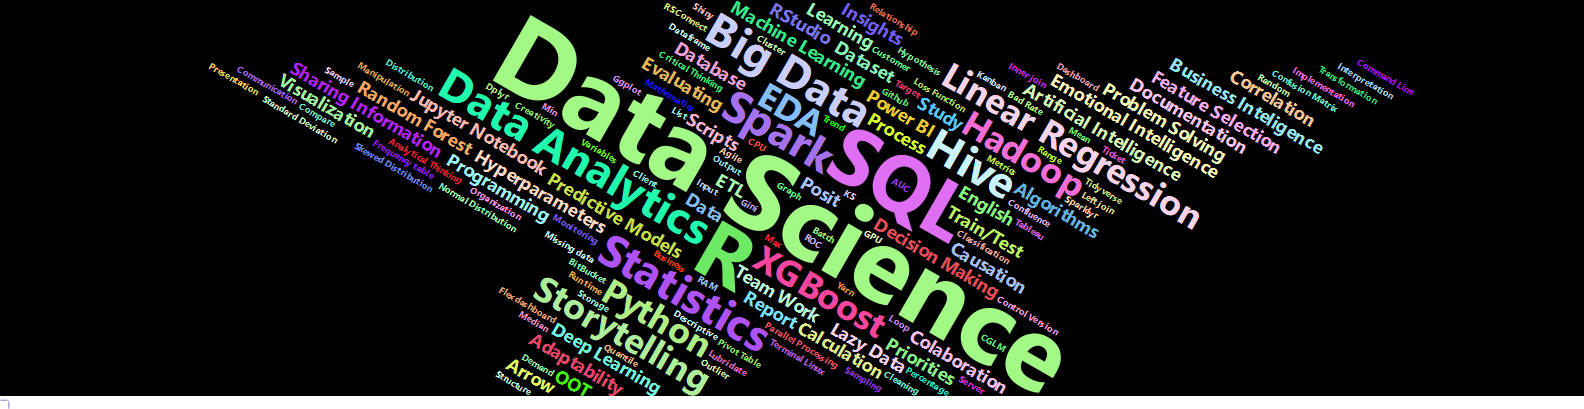 Data Science
SQL
Data Analytics
R
Big Data
Spark
Linear Regression
Statistics
Hive
Hadoop
Python
Storytelling
XGBoost
EDA
Machine Learning
RStudio
Learning
Insights
Relationship
Shiny
RSConnect
Dataframe
Cluster
Dataset
Customer
Hypothesis
Database
Critical Thinking
Evaluating
Ggplot
Mathematics
List
Scripts
CPU
Agile
Output
Input
ETL
Gini
Graph
Posit
KS
AUC
Trend
Process
Power BI
Github
Target
Loss Function
Study
Kanban
Inner join
Bad Rate
Dashboard
Artificial Intelligence
Emotional Intelligence
Problem Solving
Documentation
Feature Selection
Business Inteligence
Correlation
Random
Confusion Matrix
Implementation
Transformation
Interpretation
Command Line
Mean
Ticket
Range
Metrics
Tidyverse
Left join
Sparklyr
Algorithms
Confluence
Tableau
English
Train/Test
Classification
Causation
Decision Making
GPU
Batch
ROC
Max
Yarn
Control Version
CGLM
Loop
Colaboration
Priorities
Percentage
Server
Lazy Data
Calculation
Cleaning
Sampling
Terminal Linux
Parallel Processing
Report
Team Work
RAM
Business
Descriptive
Pivot Table
Lubridate
Outlier
Data
Client
Variables
Min
Creativity
Dplyr
Distribution
Manipulation
Jupyter Notebook
Random Forest
Sample
Sharing Information
Visualization
Communication
Compare
Presentation
Standard Deviation
Analytical Thinking
Frequency table
Skewed Distribution
Programming
Hyperparameters
Predictive Models
Organization
Normal Distribution
Monitoring
Missing data
BitBucket
Runtime
Storage
Flexdashboard
Median
Deep Learning
Quantile
Adaptability
Demand
Arrow
OOT
Structure